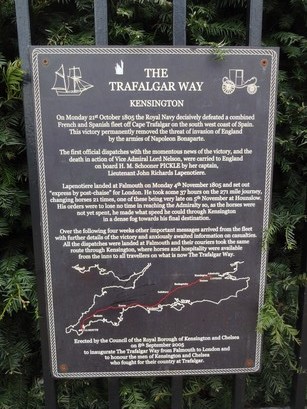 THE
TRAFALGAR WAY
KENSINGTON
On Monday 21st October 1805 the Royal Navy decisively defeated a combined
French and Spanish fleet off Cape Trafalgar on the south west coast of Spain.
This victory permanently removed the threat of invasion of England
by the armies of Napoleon Bonaparte.
The first official dispatches with the momentous news of the victory, and the
death in action of Vice Admiral Lord Nelson, were carried to England
on board H. M. Schooner PICKLE by her captain,
Lieutenant John Richards Lapenotiere.
Lapenotiere landed at Falmouth on Monday 4th November 1805 and set out
"express by post-chaise" for London. He took some 37 hours on the 271 mile journey,
changing horses 21 times, one of these being very late on 5th November at Hounslow.
His orders were to lose no time in reaching the Admiralty so, as the horses were
not yet spent, he made what speed he could through Kensington
in a dense fog towards his final destination.
Over the following four weeks other important messages arrived from the fleet
with further details of the victory and anxiously awaited information on casualties.
All the dispatches were landed at Falmouth and their couriers took the same
route through Kensington, where horses and hospitality were available
from the inns to all travellers on what is now The Trafalgar Way.
Erected by the Council of the Royal Borough of Kensington and Chelsea
on 8th September 2005
to inaugurate The Trafalgar Way from Falmouth to London and
to honour the men of Kensington and Chelsea
who fought for their country at Trafalgar.